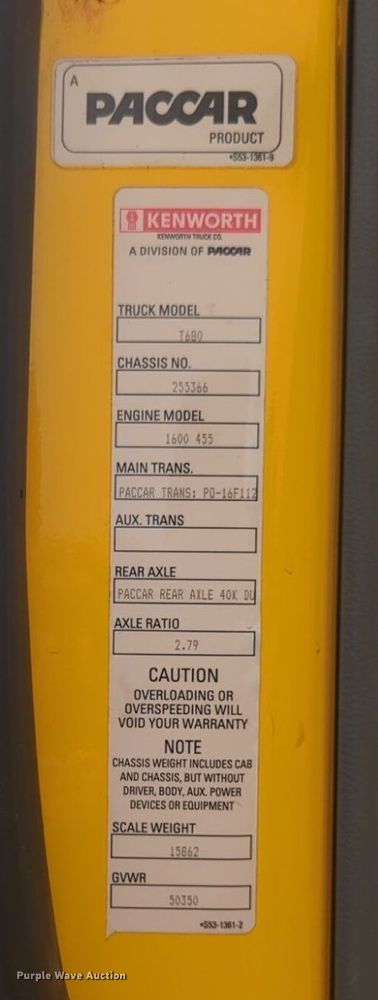 A
PACCAR
PRODUCT
•S53-1361-9
KENWORTH
KENWORTH TRUCK CO.
A DIVISION OF PACCAR
TRUCK MODEL
T680
CHASSIS NO.
255366
ENGINE MODEL
1600 455
MAIN TRANS.
PACCAR TRANS: PO-16F112
AUX. TRANS
REAR AXLE
PACCAR REAR AXLE 40K DU
AXLE RATIO
2.79
CAUTION
OVERLOADING OR
OVERSPEEDING WILL
VOID YOUR WARRANTY
NOTE
CHASSIS WEIGHT INCLUDES CAB
AND CHASSIS, BUT WITHOUT
DRIVER, BODY, AUX. POWER
DEVICES OR EQUIPMENT
SCALE WEIGHT
15862
GVWR
50350
•S53-1361-2
Purple Wave Auction